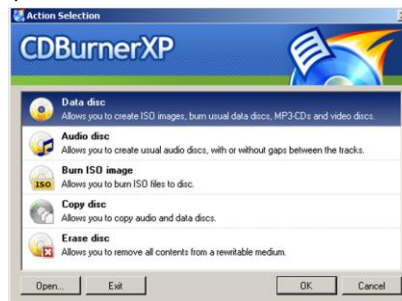 Action Selection
CDBurnerXP
Data disc
Allows you to create ISO images, burn usual data discs, MP3-CDs and video discs.
Audio disc
Allows you to create usual audio discs, with or without gaps between the tracks.
Burn ISO image
ISO
Allows you to burn ISO files to disc.
Copy disc
Allows you to copy audio and data discs.
Erase disc
Allows you to remove all contents from a rewritable medium.
Open... Exit OK Cancel